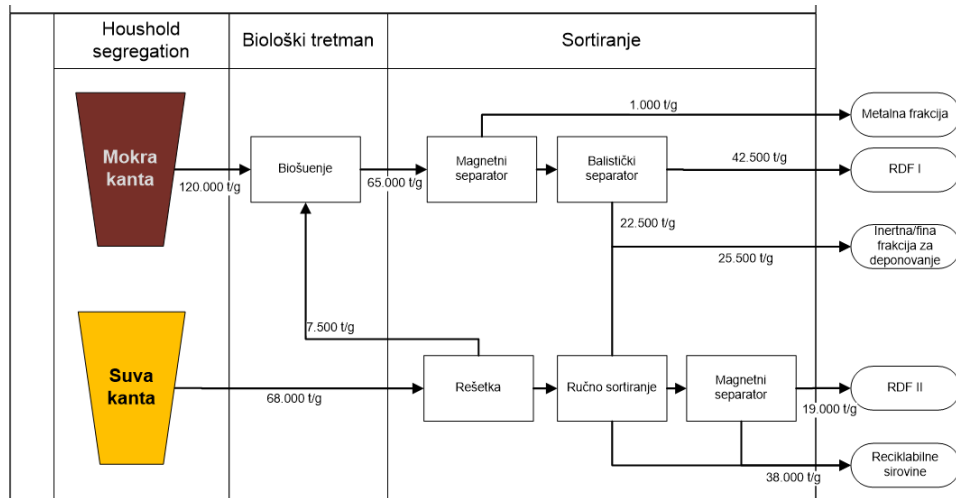 Houshold
segregation
Biološki tretman
Sortiranje
1.000 t/g
Metalna frakcija
Mokra
kanta
120.000 t/g
Biošuenje
65.000 t/g
Magnetni
separator
Balistički
separator
42.500 t/g
RDF I
22.500 t/g
25.500 t/g
Inertna/fina
frakcija za
deponovanje
7.500 t/g
Suva
kanta
68.000 t/g
Rešetka
Ručno sortiranje
Magnetni
separator
19.000 t/g
RDF II
38.000 t/g
Reciklabilne
sirovine